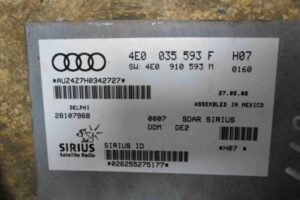 4E0 035 593 F H07
SW: 4E0 910 593 M 0160
*AUZ4Z7H0342727*
27.05.08
DELPHI
28107988
ASSEMBLED IN MEXICO
0007 SDAR SIRIUS
DDM DE2
SIRIUS
Satellite Radio
SIRIUS ID
*H07 *
*026255275177*